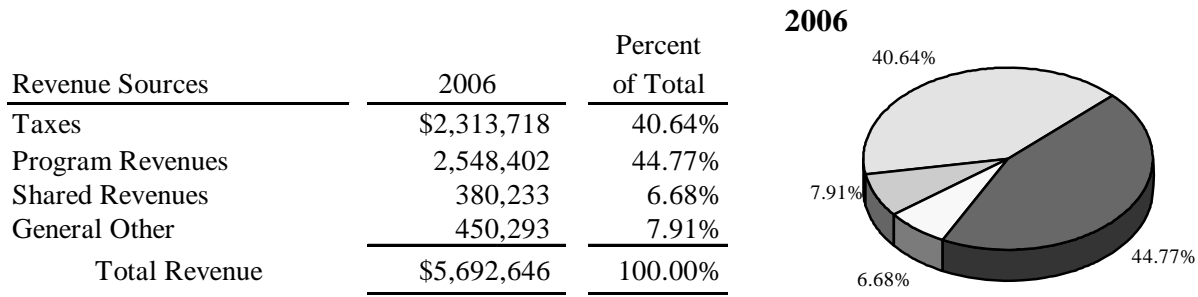 2006
Percent
Revenue Sources 2006 of Total
Taxes $2,313,718 40.64%
Program Revenues 2,548,402 44.77%
Shared Revenues 380,233 6.68%
General Other 450,293 7.91%
Total Revenue $5,692,646 100.00%
40.64%
7.91%
6.68%
44.77%